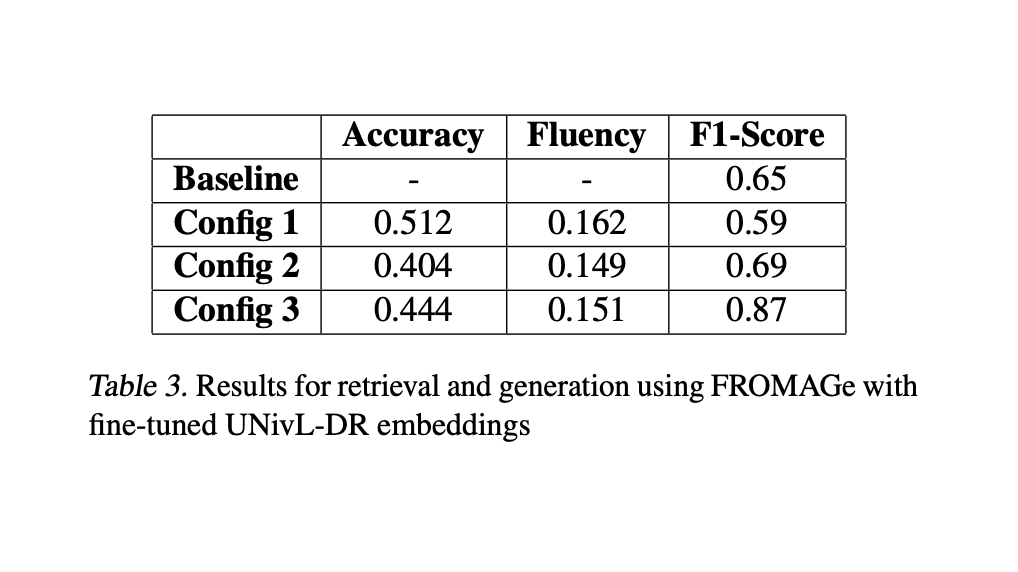 Accuracy Fluency F1-Score
Baseline - - 0.65
Config 1 0.512 0.162 0.59
Config 2 0.404 0.149 0.69
Config 3 0.444 0.151 0.87
Table 3. Results for retrieval and generation using FROMAGe with
fine-tuned UNivL-DR embeddings